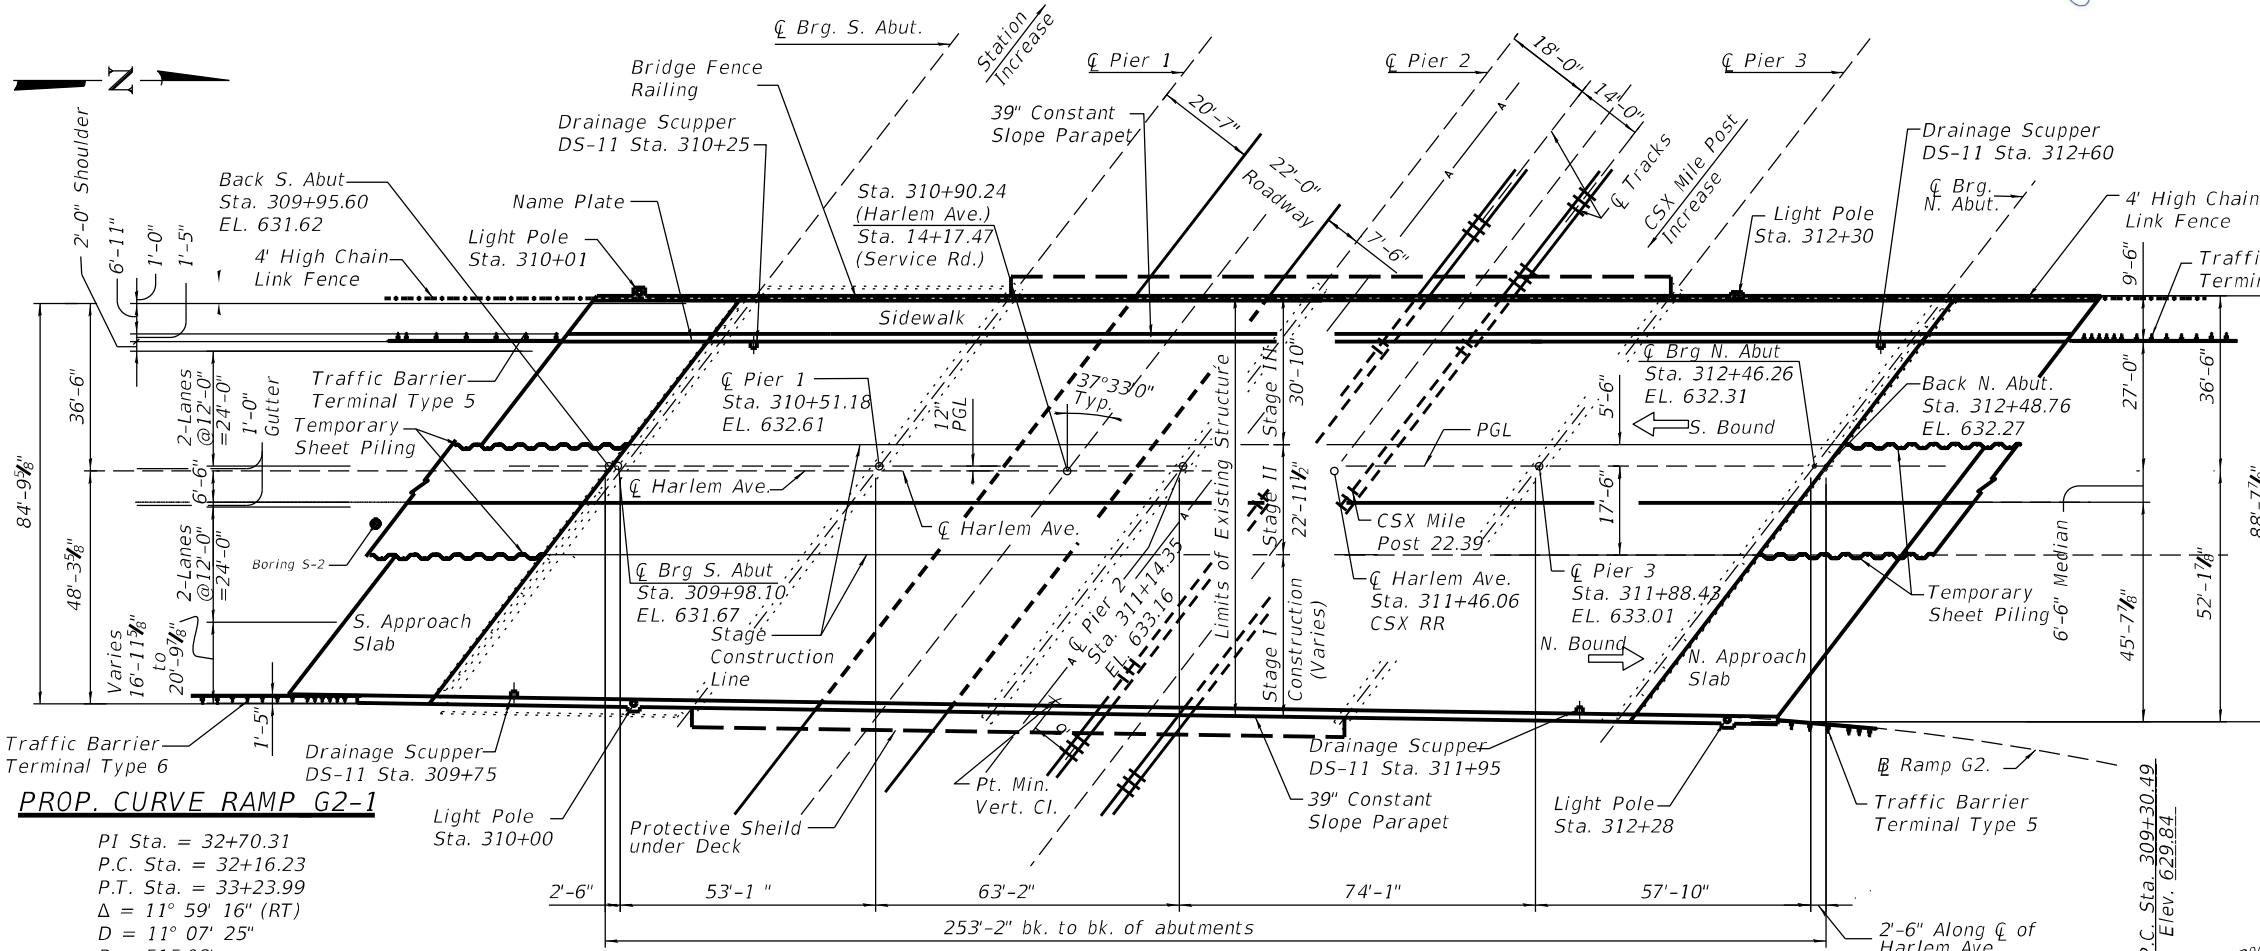 ℄ Brg. S. Abut.
Station
Increase
℄ Pier 1
℄ Pier 2
18'-0"
14'-0"
℄ Pier 3
N
2'-0" Shoulder
6'-11"
1'-0"
1'-5"
Bridge Fence
Railing
Drainage Scupper
DS-11 Sta. 310+25
39" Constant
Slope Parapet
20'-7"
22'-0"
Roadway
7'-6"
℄ Tracks
CSX Mile Post
Increase
Drainage Scupper
DS-11 Sta. 312+60
℄ Brg.
N. Abut.
4' High Chain
Link Fence
Back S. Abut
Sta. 309+95.60
EL. 631.62
Name Plate
Light Pole
Sta. 310+01
4' High Chain
Link Fence
Sta. 310+90.24
(Harlem Ave.)
Sta. 14+17.47
(Service Rd.)
Light Pole
Sta. 312+30
9'-6"
Sidewalk
84'-9⅝"
36'-6"
48'-3⅝"
2-Lanes
@12'-0"
=24'-0"
1'-0"
Gutter
6'-6"
2-Lanes
@12'-0"
=24'-0"
Varies
16'-11⅝"
to
20'-9⅞"
1'-5"
Traffic Barrier
Terminal Type 5
Temporary
Sheet Piling
℄ Pier 1
Sta. 310+51.18
EL. 632.61
12"
PGL
37°33'0"
Typ.
Limits of Existing Structure
Stage III
30'-10"
Stage II
22'-11½"
Stage I
Construction
(Varies)
5'-6"
℄ Brg N. Abut
Sta. 312+46.26
EL. 632.31
S. Bound
PGL
Back N. Abut.
Sta. 312+48.76
EL. 632.27
27'-0"
36'-6"
88'-7⅞"
℄ Harlem Ave.
℄ Harlem Ave.
17'-6"
CSX Mile
Post 22.39
Boring S-2
℄ Brg S. Abut
Sta. 309+98.10
EL. 631.67
℄ Pier 2
Sta. 311+14.35
EL. 633.16
℄ Harlem Ave.
Sta. 311+46.06
CSX RR
℄ Pier 3
Sta. 311+88.43
EL. 633.01
Temporary
Sheet Piling
6'-6" Median
45'-7⅞"
52'-1⅞"
S. Approach
Slab
Stage
Construction
Line
N. Bound
N. Approach
Slab
Traffic Barrier
Terminal Type 6
Drainage Scupper
DS-11 Sta. 309+75
Light Pole
Sta. 310+00
Protective Sheild
under Deck
Pt. Min.
Vert. Cl.
Drainage Scupper
DS-11 Sta. 311+95
39" Constant
Slope Parapet
Light Pole
Sta. 312+28
Traffic Barrier
Terminal Type 5
℄ Ramp G2.
P.C. Sta. 309+30.49
Elev. 629.84
PROP. CURVE RAMP G2-1
PI Sta. = 32+70.31
P.C. Sta. = 32+16.23
P.T. Sta. = 33+23.99
Δ = 11° 59' 16" (RT)
D = 11° 07' 25"
2'-6"
53'-1"
63'-2"
74'-1"
57'-10"
253'-2" bk. to bk. of abutments
2'-6" Along ℄ of
Harlem Ave